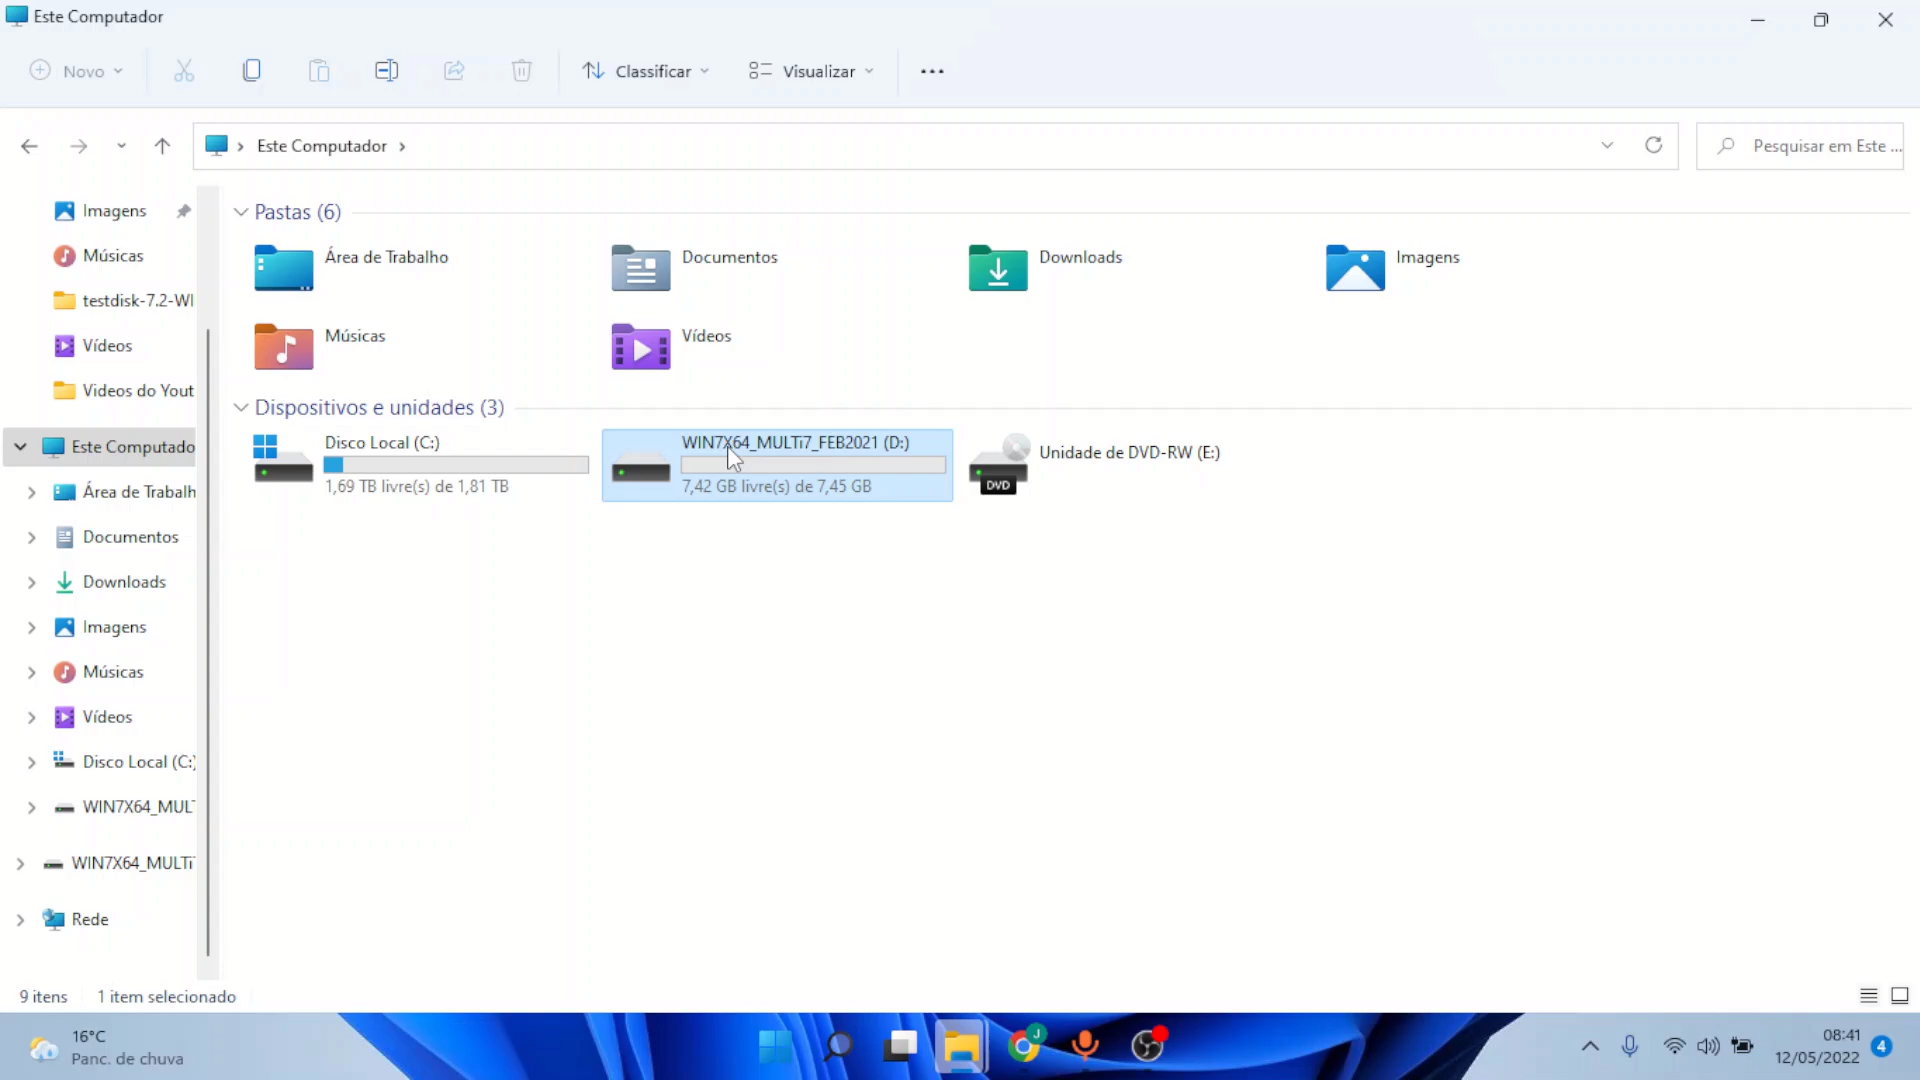 Este Computador
Novo
Classificar
Visualizar
Este Computador
Pesquisar em Este ...
Imagens
Músicas
testdisk-7.2-WI
Vídeos
Videos do Yout
Este Computado
Área de Trabalh
Documentos
Downloads
Imagens
Músicas
Vídeos
Disco Local (C:)
WIN7X64_MULT
WIN7X64_MULTi
Rede
Pastas (6)
Área de Trabalho
Documentos
Downloads
Imagens
Músicas
Vídeos
Dispositivos e unidades (3)
Disco Local (C:)
1,69 TB livre(s) de 1,81 TB
WIN7X64_MULTi7_FEB2021 (D:)
7,42 GB livre(s) de 7,45 GB
DVD
Unidade de DVD-RW (E:)
9 itens
1 item selecionado
16°C
Panc. de chuva
J
08:41
12/05/2022
4